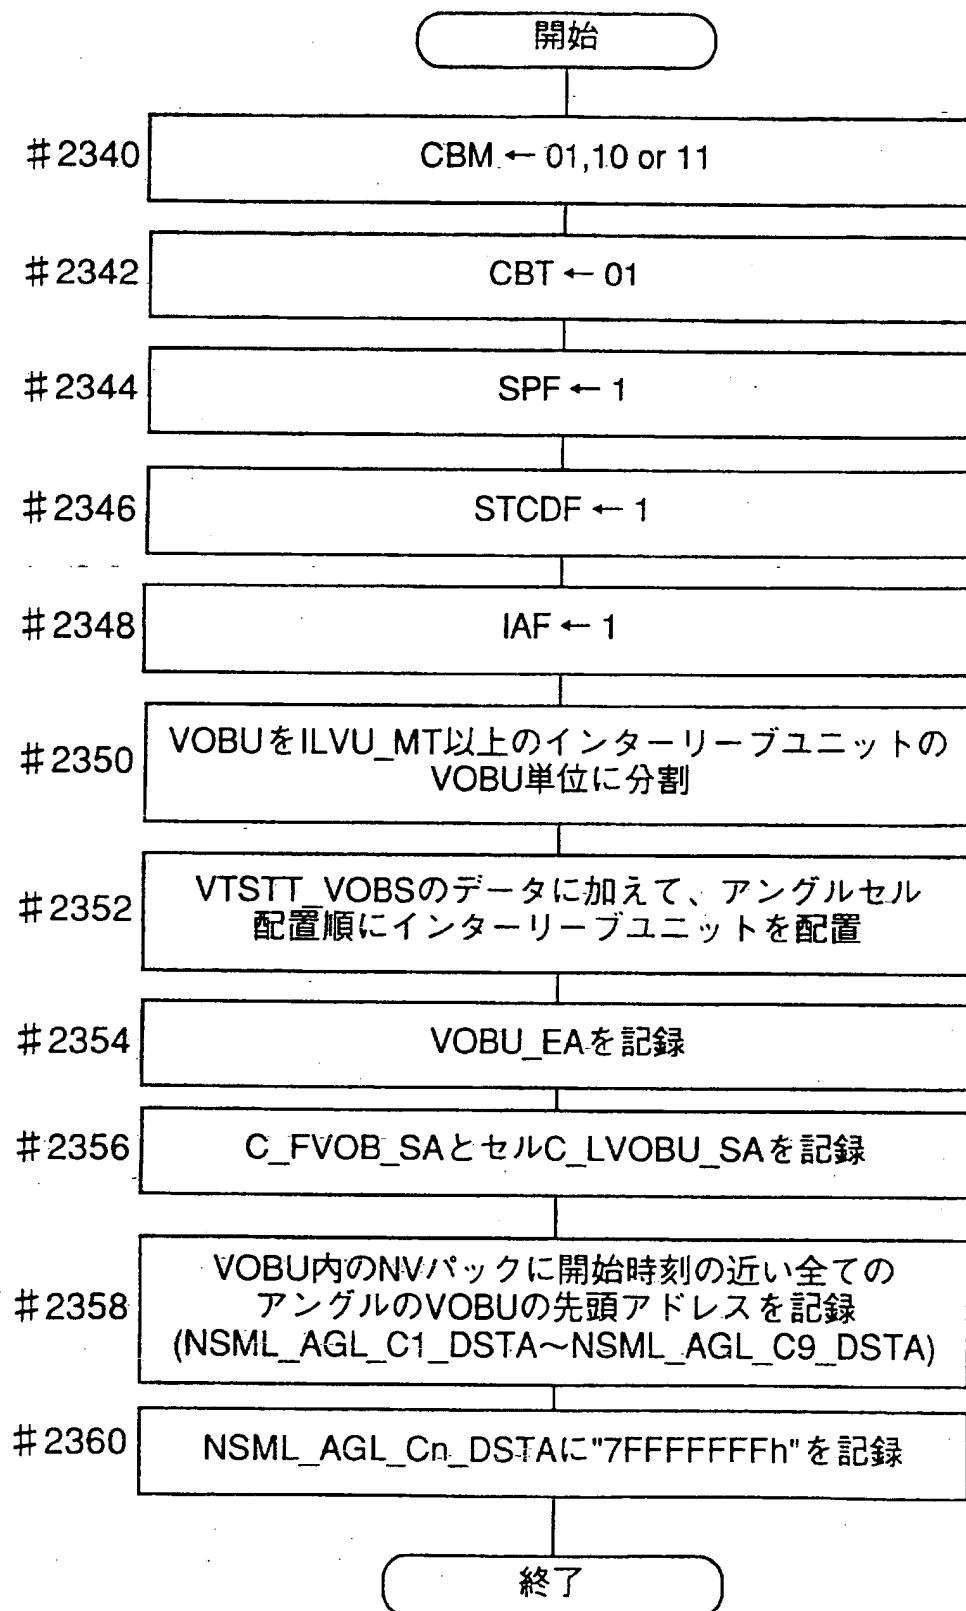 開始
#2340
CBM ← 01,10 or 11
#2342
CBT ← 01
#2344
SPF ← 1
#2346
STCDF ← 1
#2348
IAF ← 1
#2350
VOBUをILVU_MT以上のインターリーブユニットの
VOBU単位に分割
#2352
VTSTT_VOBSのデータに加えて、アングルセル
配置順にインターリーブユニットを配置
#2354
VOBU_EAを記録
#2356
C_FVOB_SAとセルC_LVOBU_SAを記録
#2358
VOBU内のNVパックに開始時刻の近い全ての
アングルのVOBUの先頭アドレスを記録
(NSML_AGL_C1_DSTA～NSML_AGL_C9_DSTA)
#2360
NSML_AGL_Cn_DSTAに"7FFFFFFFh"を記録
終了